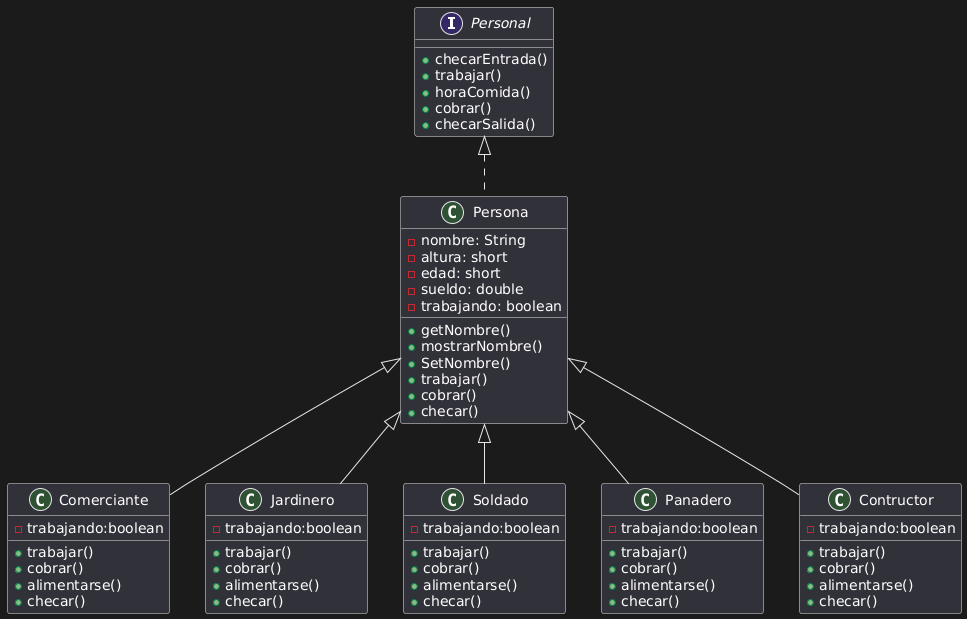 I Personal
checarEntrada()
trabajar()
horaComida()
cobrar()
checarSalida()
C Persona
nombre: String
altura: short
edad: short
sueldo: double
trabajando: boolean
getNombre()
mostrarNombre()
SetNombre()
trabajar()
cobrar()
checar()
C Comerciante
trabajando:boolean
trabajar()
cobrar()
alimentarse()
checar()
C Jardinero
trabajando:boolean
trabajar()
cobrar()
alimentarse()
checar()
C Soldado
trabajando:boolean
trabajar()
cobrar()
alimentarse()
checar()
C Panadero
trabajando:boolean
trabajar()
cobrar()
alimentarse()
checar()
C Contructor
trabajando:boolean
trabajar()
cobrar()
alimentarse()
checar()